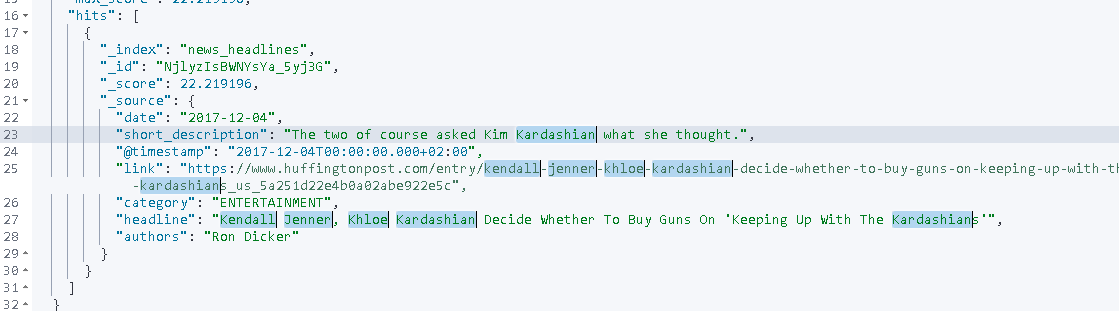 "max_score": 22.219196,
16 "hits": [
17 {
18 "_index": "news_headlines",
19 "_id": "NjlyzIsBWNYsYa_5yj3G",
20 "_score": 22.219196,
21 "_source": {
22 "date": "2017-12-04",
23 "short_description": "The two of course asked Kim Kardashian what she thought.",
24 "@timestamp": "2017-12-04T00:00:00.000+02:00",
25 "link": "https://www.huffingtonpost.com/entry/kendall-jenner-khloe-kardashian-decide-whether-to-buy-guns-on-keeping-up-with-th
-kardashians_us_5a251d22e4b0a02abe922e5c",
26 "category": "ENTERTAINMENT",
27 "headline": "Kendall Jenner, Khloe Kardashian Decide Whether To Buy Guns On 'Keeping Up With The Kardashians'",
28 "authors": "Ron Dicker"
29 }
30 }
31 ]
32 }